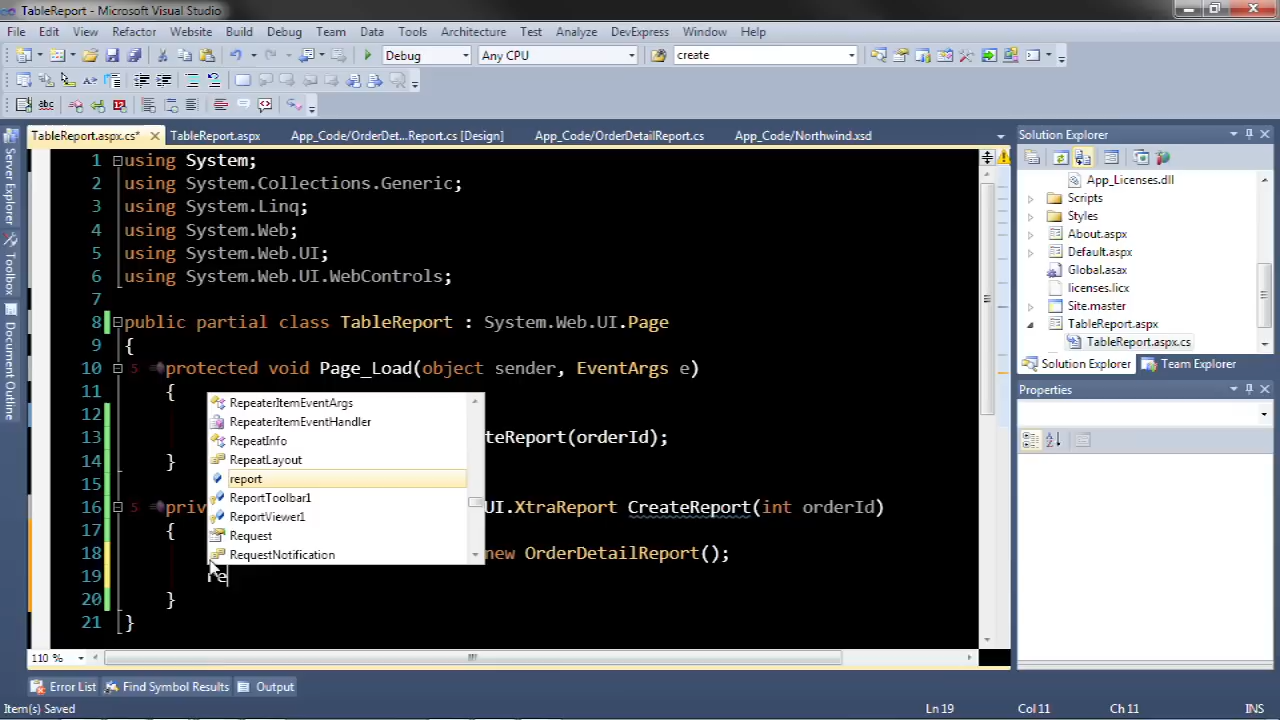 TableReport - Microsoft Visual Studio
File Edit View Refactor Website Build Debug Team Data Tools Architecture Test Analyze DevExpress Window Help
Debug Any CPU create
TableReport.aspx.cs* TableReport.aspx App_Code/OrderDet...Report.cs [Design] App_Code/OrderDetailReport.cs App_Code/Northwind.xsd
Server Explorer
Toolbox
Document Outline
1 using System;
2 using System.Collections.Generic;
3 using System.Linq;
4 using System.Web;
5 using System.Web.UI;
6 using System.Web.UI.WebControls;
7
8 public partial class TableReport : System.Web.UI.Page
9 {
10 protected void Page_Load(object sender, EventArgs e)
11 {
12
13 teReport(orderId);
14 }
15
16 priv UI.XtraReport CreateReport(int orderId)
17 {
18 new OrderDetailReport();
19 re
20 }
21 }
RepeaterItemEventArgs
RepeaterItemEventHandler
RepeatInfo
RepeatLayout
report
ReportToolbar1
ReportViewer1
Request
RequestNotification
110 %
Solution Explorer
App_Licenses.dll
Scripts
Styles
About.aspx
Default.aspx
Global.asax
licenses.licx
Site.master
TableReport.aspx
TableReport.aspx.cs
Solution Explorer Team Explorer
Properties
Error List Find Symbol Results Output
Item(s) Saved Ln 19 Col 11 Ch 11 INS